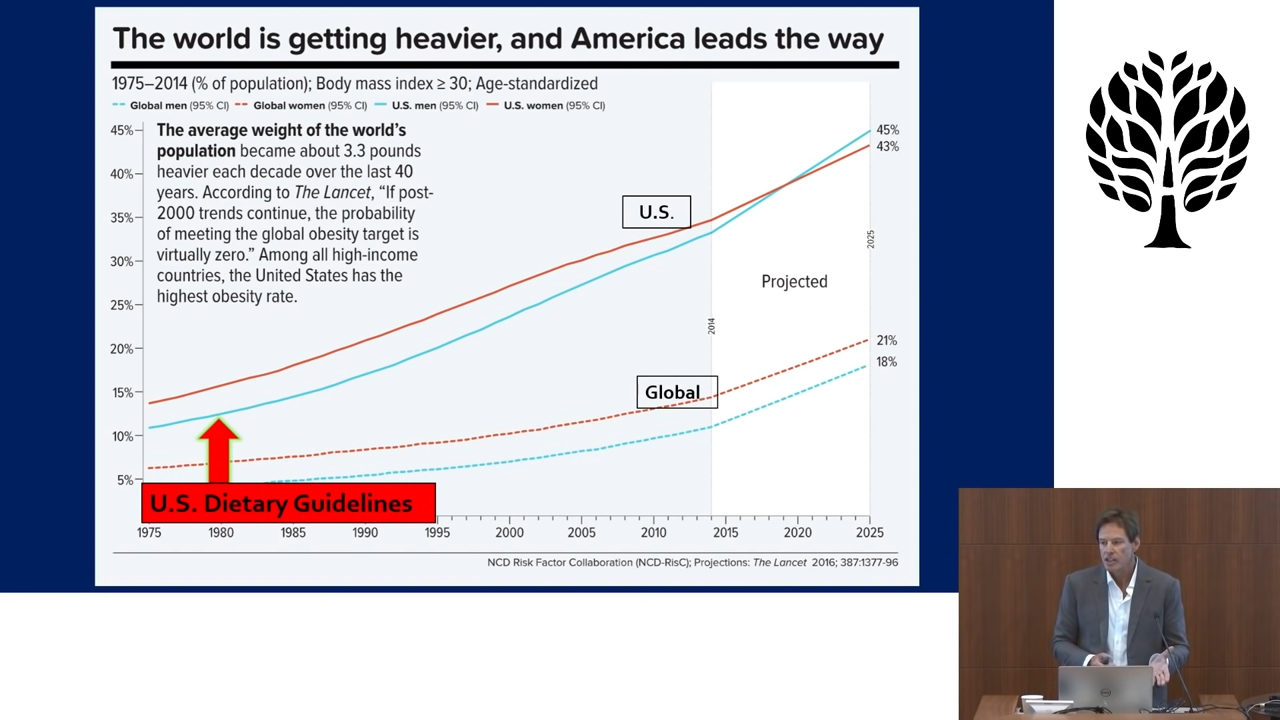 The world is getting heavier, and America leads the way
1975–2014 (% of population); Body mass index ≥ 30; Age-standardized
Global men (95% CI) Global women (95% CI) U.S. men (95% CI) U.S. women (95% CI)
The average weight of the world's
population became about 3.3 pounds
heavier each decade over the last 40
years. According to The Lancet, “If post-
2000 trends continue, the probability
of meeting the global obesity target is
virtually zero.” Among all high-income
countries, the United States has the
highest obesity rate.
45%
40%
35%
30%
25%
20%
15%
10%
5%
U.S.
Global
Projected
2014
2025
45%
43%
21%
18%
U.S. Dietary Guidelines
1975 1980 1985 1990 2000 2005 2010 2015 2020 2025
NCD Risk Factor Collaboration (NCD-RisC); Projections: The Lancet 2016; 387:1377-96